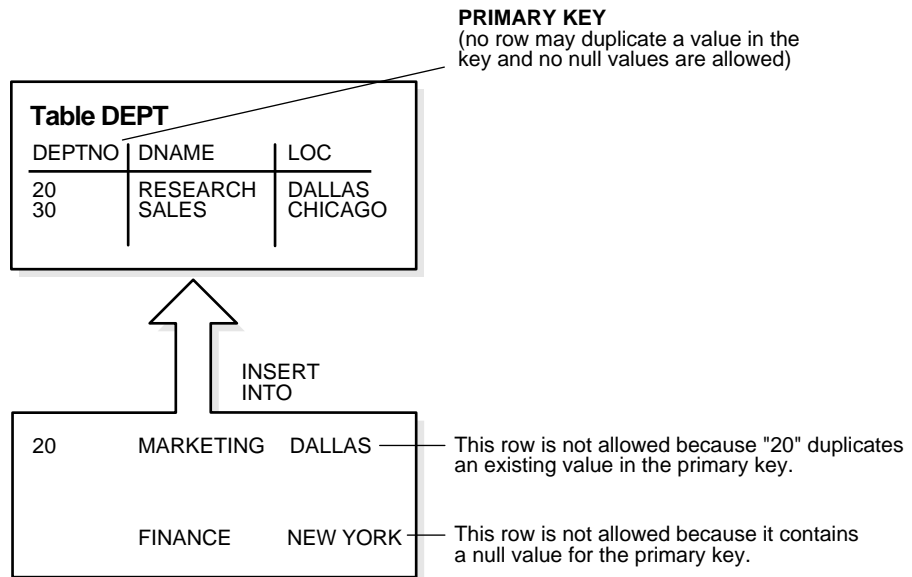 PRIMARY KEY
(no row may duplicate a value in the
key and no null values are allowed)
Table DEPT
DEPTNO DNAME LOC
20 RESEARCH DALLAS
30 SALES CHICAGO
INSERT
INTO
20 MARKETING DALLAS
This row is not allowed because "20" duplicates
an existing value in the primary key.
FINANCE NEW YORK
This row is not allowed because it contains
a null value for the primary key.